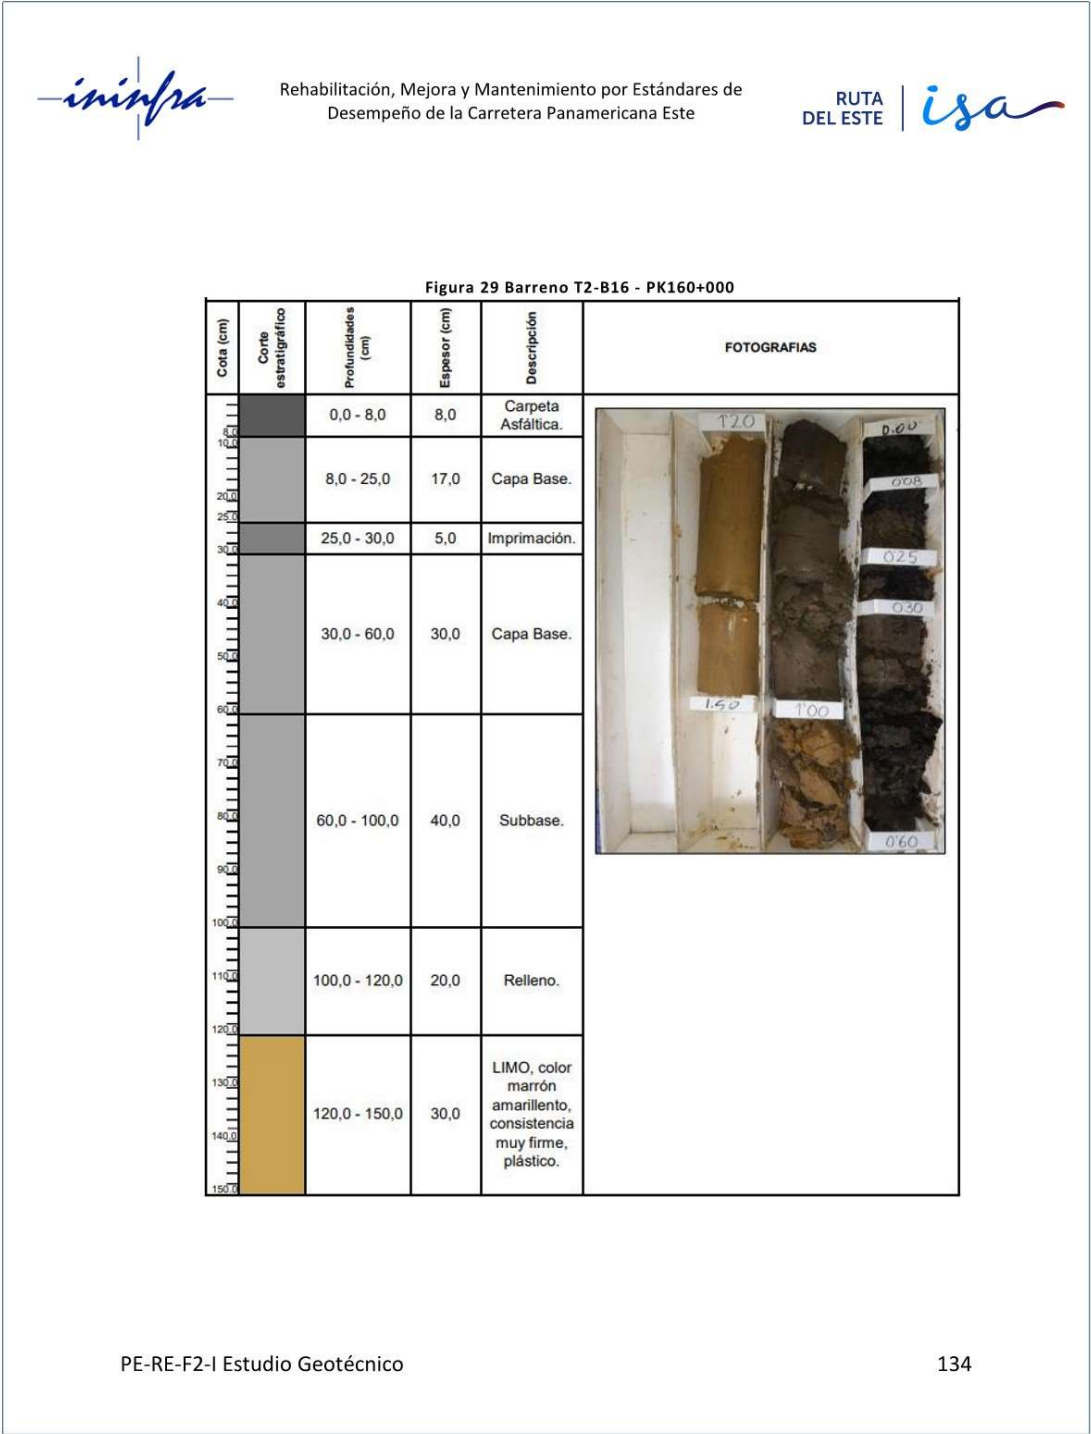 ininfra
Rehabilitación, Mejora y Mantenimiento por Estándares de
Desempeño de la Carretera Panamericana Este
RUTA
DEL ESTE
isa
Figura 29 Barreno T2-B16 - PK160+000
Cota (cm)
Corte
estratigráfico
Profundidades
(cm)
Espesor (cm)
Descripción
FOTOGRAFIAS
0,0 - 8,0
8,0
Carpeta
Asfáltica.
8,0 - 25,0
17,0
Capa Base.
25,0 - 30,0
5,0
Imprimación.
30,0 - 60,0
30,0
Capa Base.
60,0 - 100,0
40,0
Subbase.
100,0 - 120,0
20,0
Relleno.
120,0 - 150,0
30,0
LIMO, color
marrón
amarillento,
consistencia
muy firme,
plástico.
8,0
10,0
20,0
25,0
30,0
40,0
50,0
60,0
70,0
80,0
90,0
100,0
110,0
120,0
130,0
140,0
150,0
1'20
0.00
0'08
0'25
0'30
1.50
1'00
0'60
PE-RE-F2-I Estudio Geotécnico
134